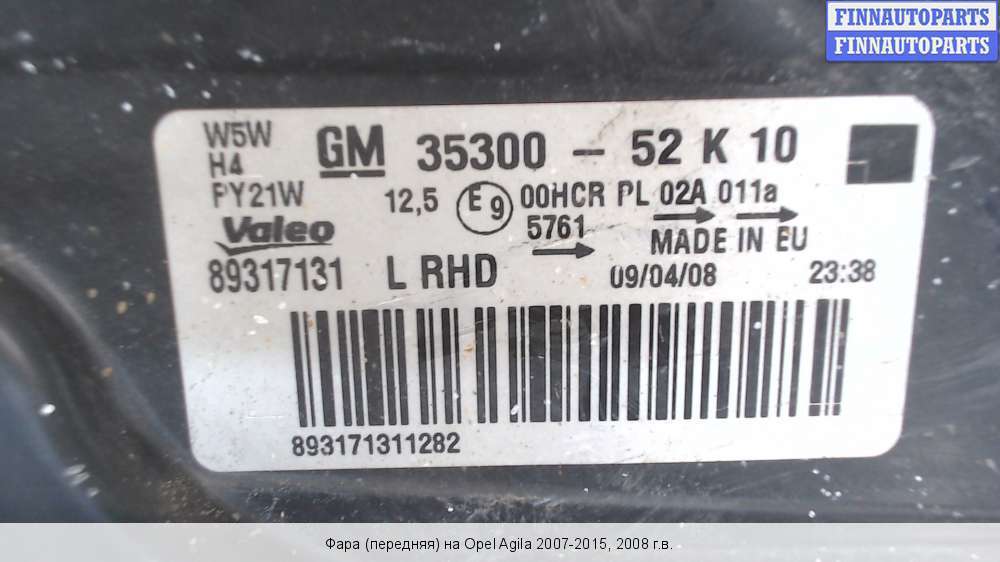 FINNAUTOPARTS
FINNAUTOPARTS
W5W
H4
PY21W
GM 35300 - 52 K 10
12,5 E9 00HCR PL 02A 011a
5761
MADE IN EU
Valeo
89317131 L RHD 09/04/08 23:38
893171311282
Фара (передняя) на Opel Agila 2007-2015, 2008 г.в.